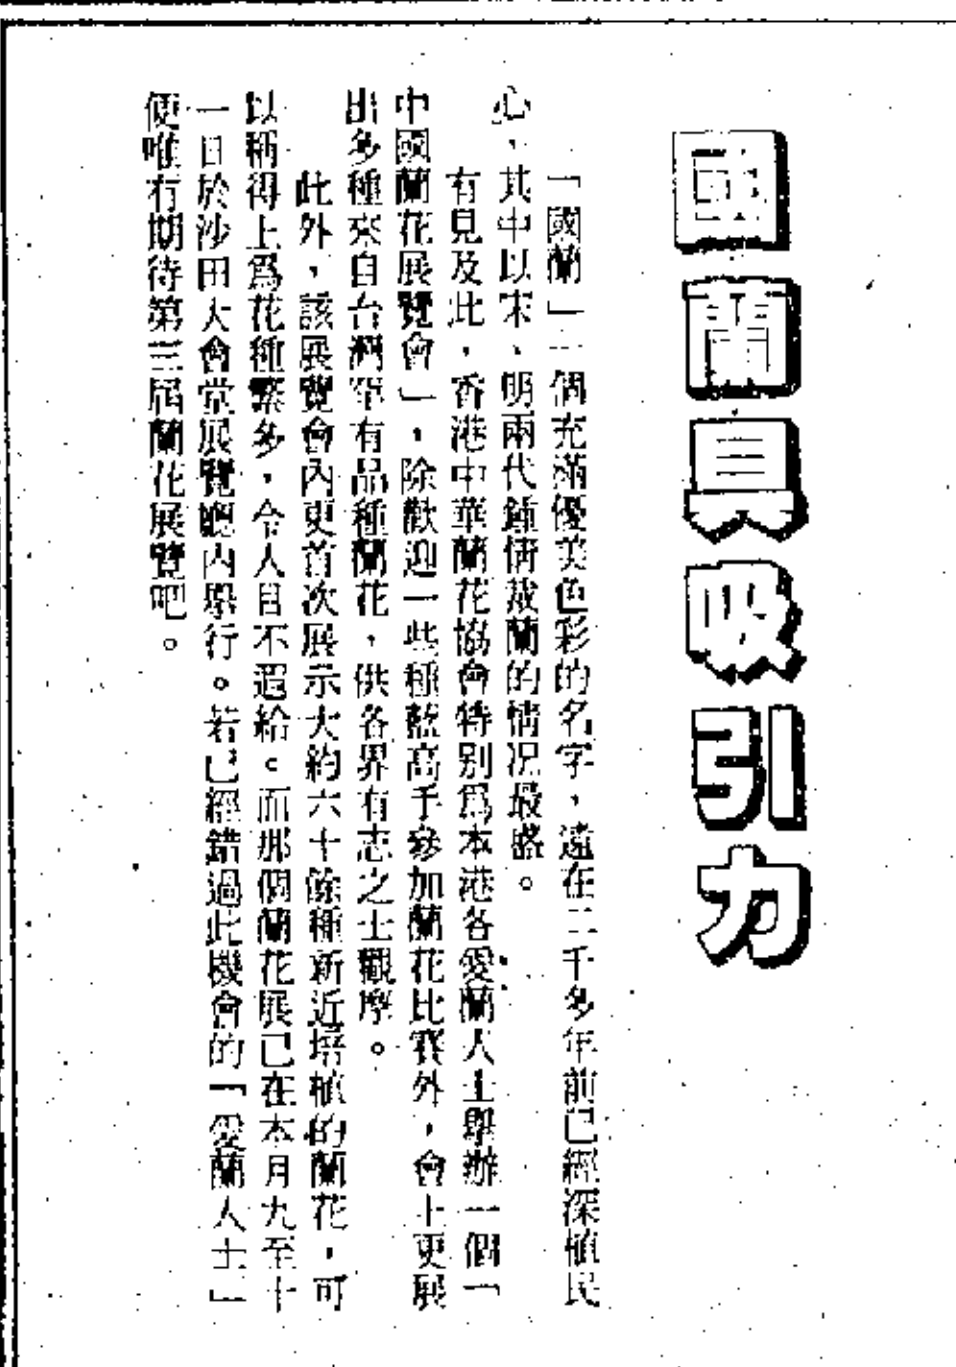 國蘭具吸引力
「國蘭」一個充滿優美色彩的名字，遠在二千多年前已經深植民
心，其中以宋、明兩代鍾情栽蘭的情况最盛。
有見及此，香港中華蘭花協會特别爲本港各愛蘭人士舉辦一個「
中國蘭花展覽會」，除歡迎一些種蘭高手參加蘭花比賽外，會上更展
出多種來自台灣罕有品種蘭花，供各界有志之士觀摩。
此外，該展覽會內更首次展示大約六十餘種新近培植的蘭花，可
以稱得上爲花種繁多，令人目不遐給。而那個蘭花展已在本月九至十
一日於沙田大會堂展覽廳內舉行。若已經錯過此機會的「愛蘭人士」
便唯有期待第三屆蘭花展覽吧。